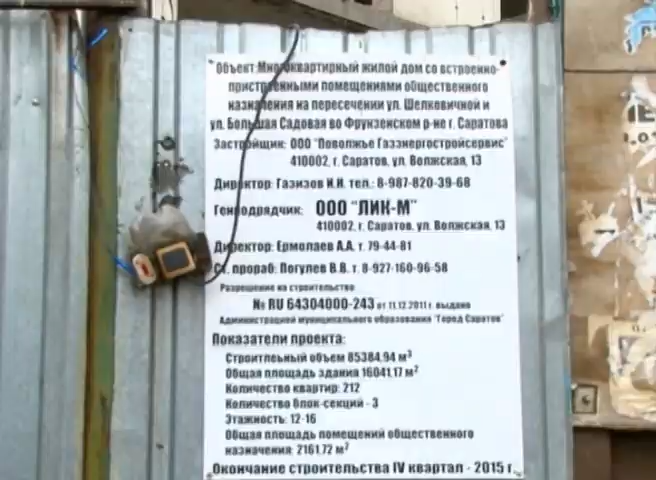 Объект: Многоквартирный жилой дом со встроенно-
пристроенными помещениями общественного
назначения на пересечении ул. Шелковичной и
ул. Большая Садовая во Фрунзенском р-не г. Саратова
Застройщик: ООО "Поволжье Газэнергостройсервис"
410002, г. Саратов, ул. Волжская, 13
Директор: Газизов И.И. тел.: 8-987-820-39-68
Генподрядчик: ООО "ЛИК-М"
410002, г. Саратов, ул. Волжская, 13
Директор: Ермолаев А.А. т. 79-44-81
Ст. прораб: Погулев В.В. т. 8-927-160-96-58
Разрешение на строительство
№ RU 64304000-243 от 11.12.2011 г. выдано
Администрацией муниципального образования "Город Саратов"
Показатели проекта:
Строительный объем 85384,94 м³
Общая площадь здания 16041,17 м²
Количество квартир: 212
Количество блок-секций - 3
Этажность: 12-16
Общая площадь помещений общественного
назначения: 2161,72 м²
Окончание строительства IV квартал - 2015 г.